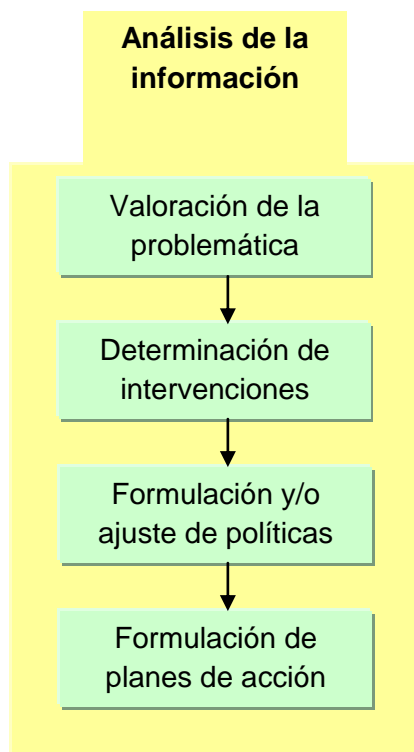 Análisis de la
información
Valoración de la
problemática
Determinación de
intervenciones
Formulación y/o
ajuste de políticas
Formulación de
planes de acción